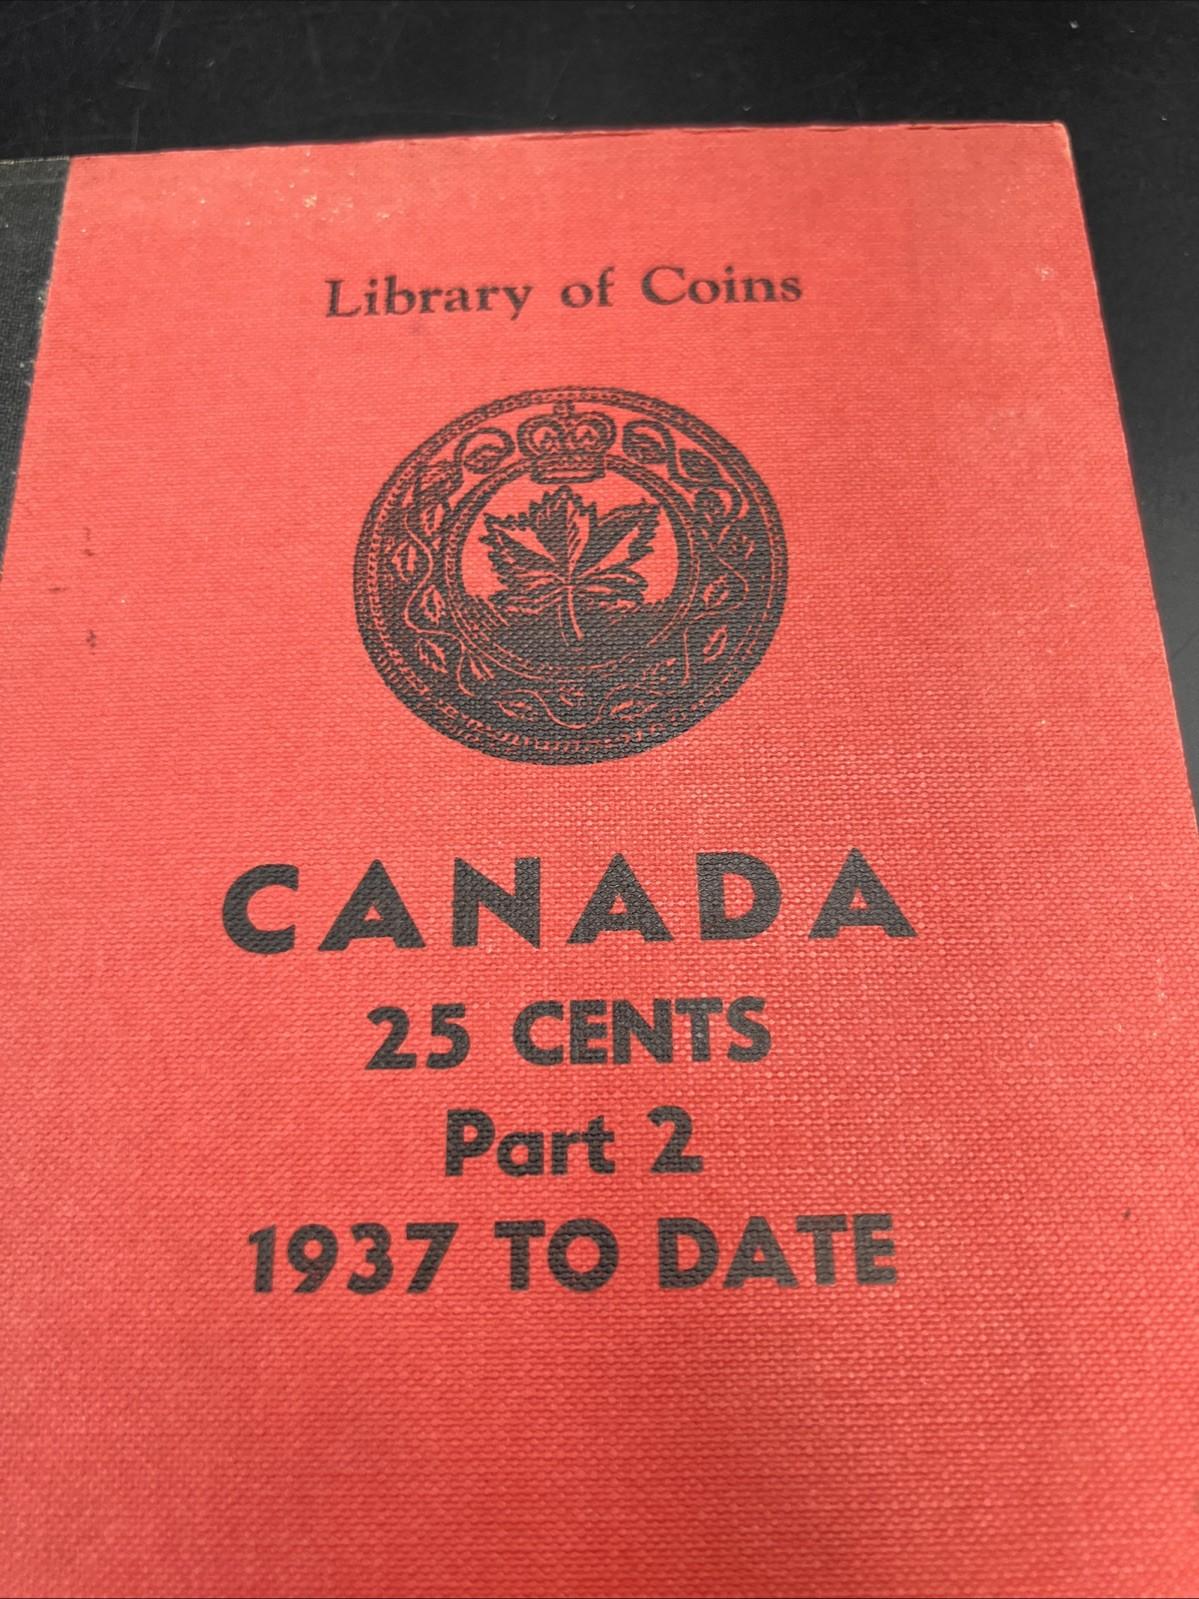 Library of Coins
CANADA
25 CENTS
Part 2
1937 TO DATE